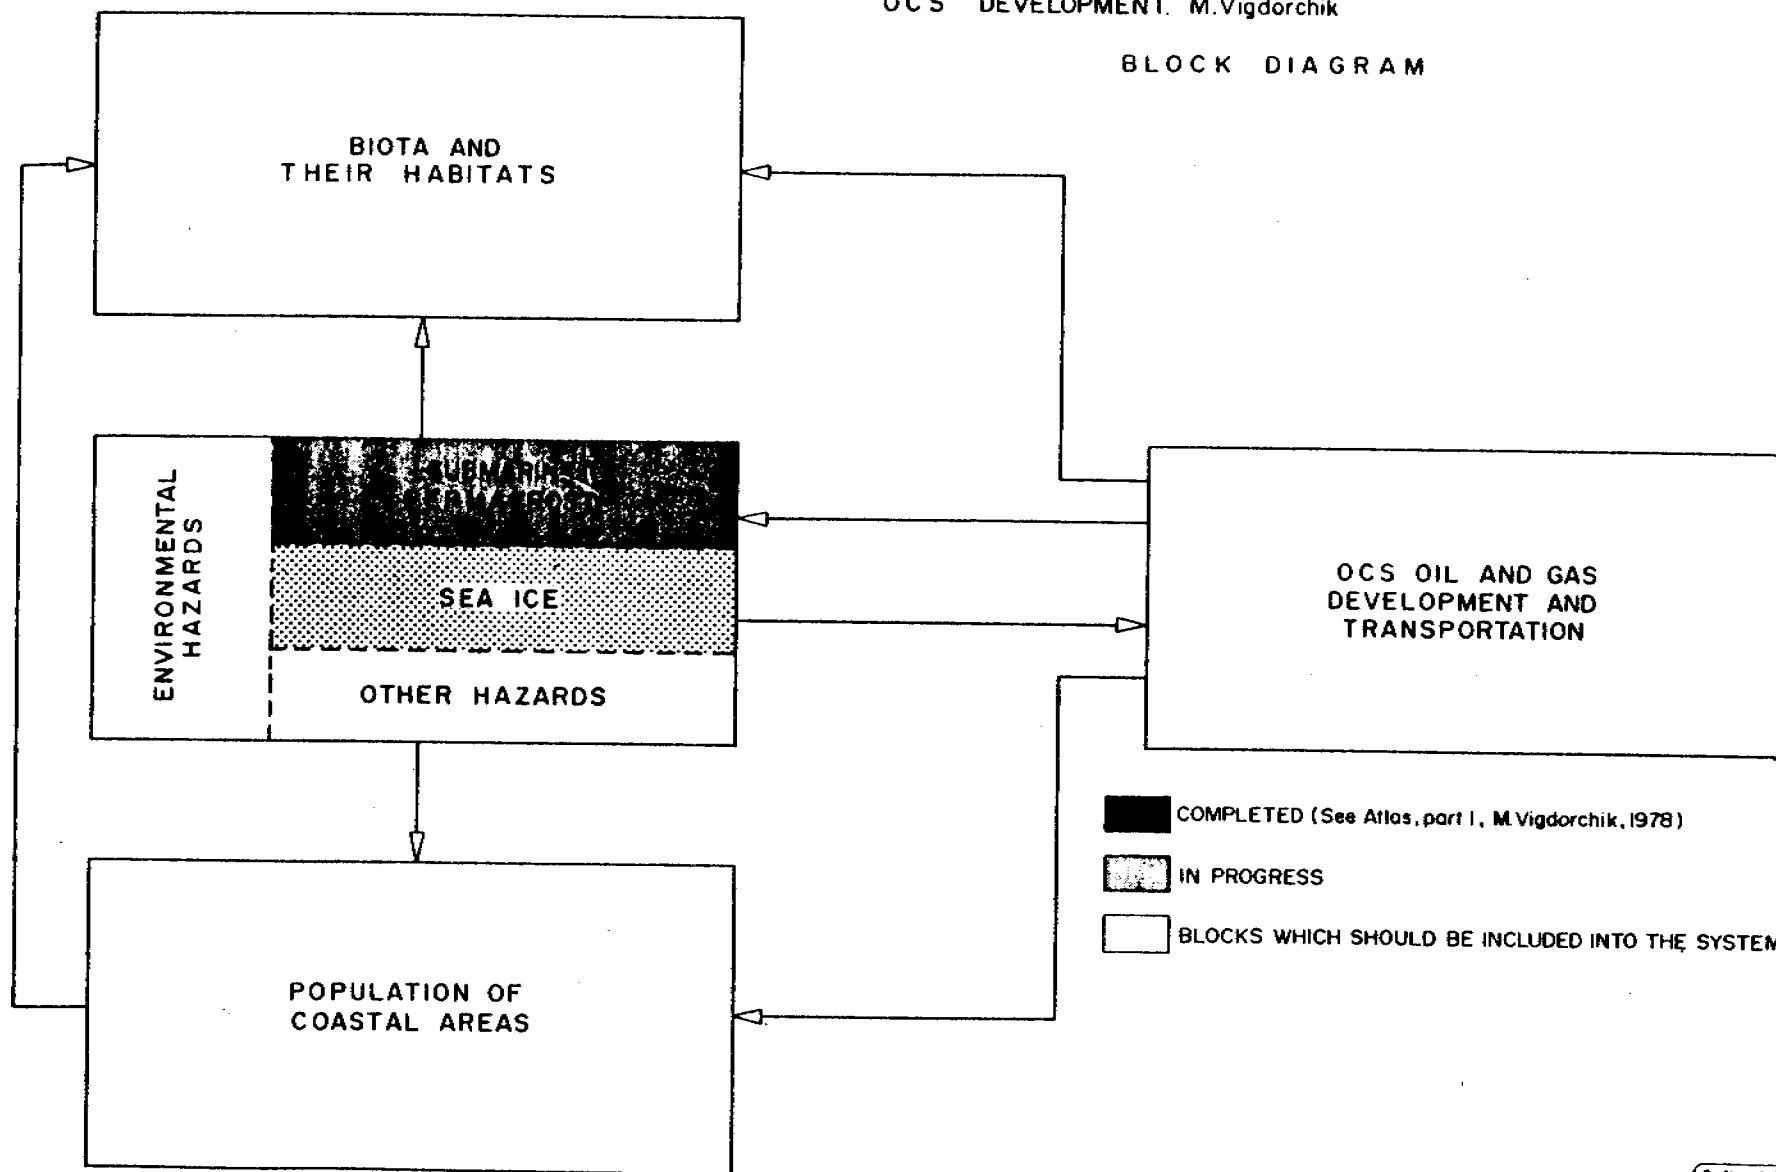 OCS DEVELOPMENT. M.Vigdorchik
BLOCK DIAGRAM
BIOTA AND
THEIR HABITATS
ENVIRONMENTAL
HAZARDS
SUBMARINE
PERMAFROST
SEA ICE
OTHER HAZARDS
OCS OIL AND GAS
DEVELOPMENT AND
TRANSPORTATION
COMPLETED (See Atlas, part I, M.Vigdorchik, 1978)
IN PROGRESS
BLOCKS WHICH SHOULD BE INCLUDED INTO THE SYSTEM
POPULATION OF
COASTAL AREAS